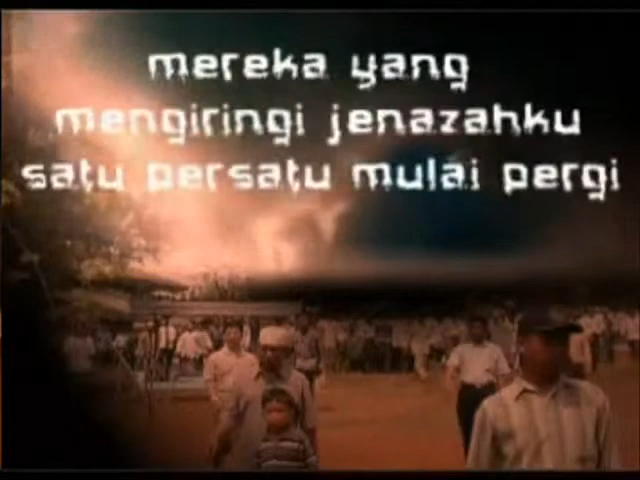 mereka yang
mengiringi jenazahku
satu persatu mulai pergi